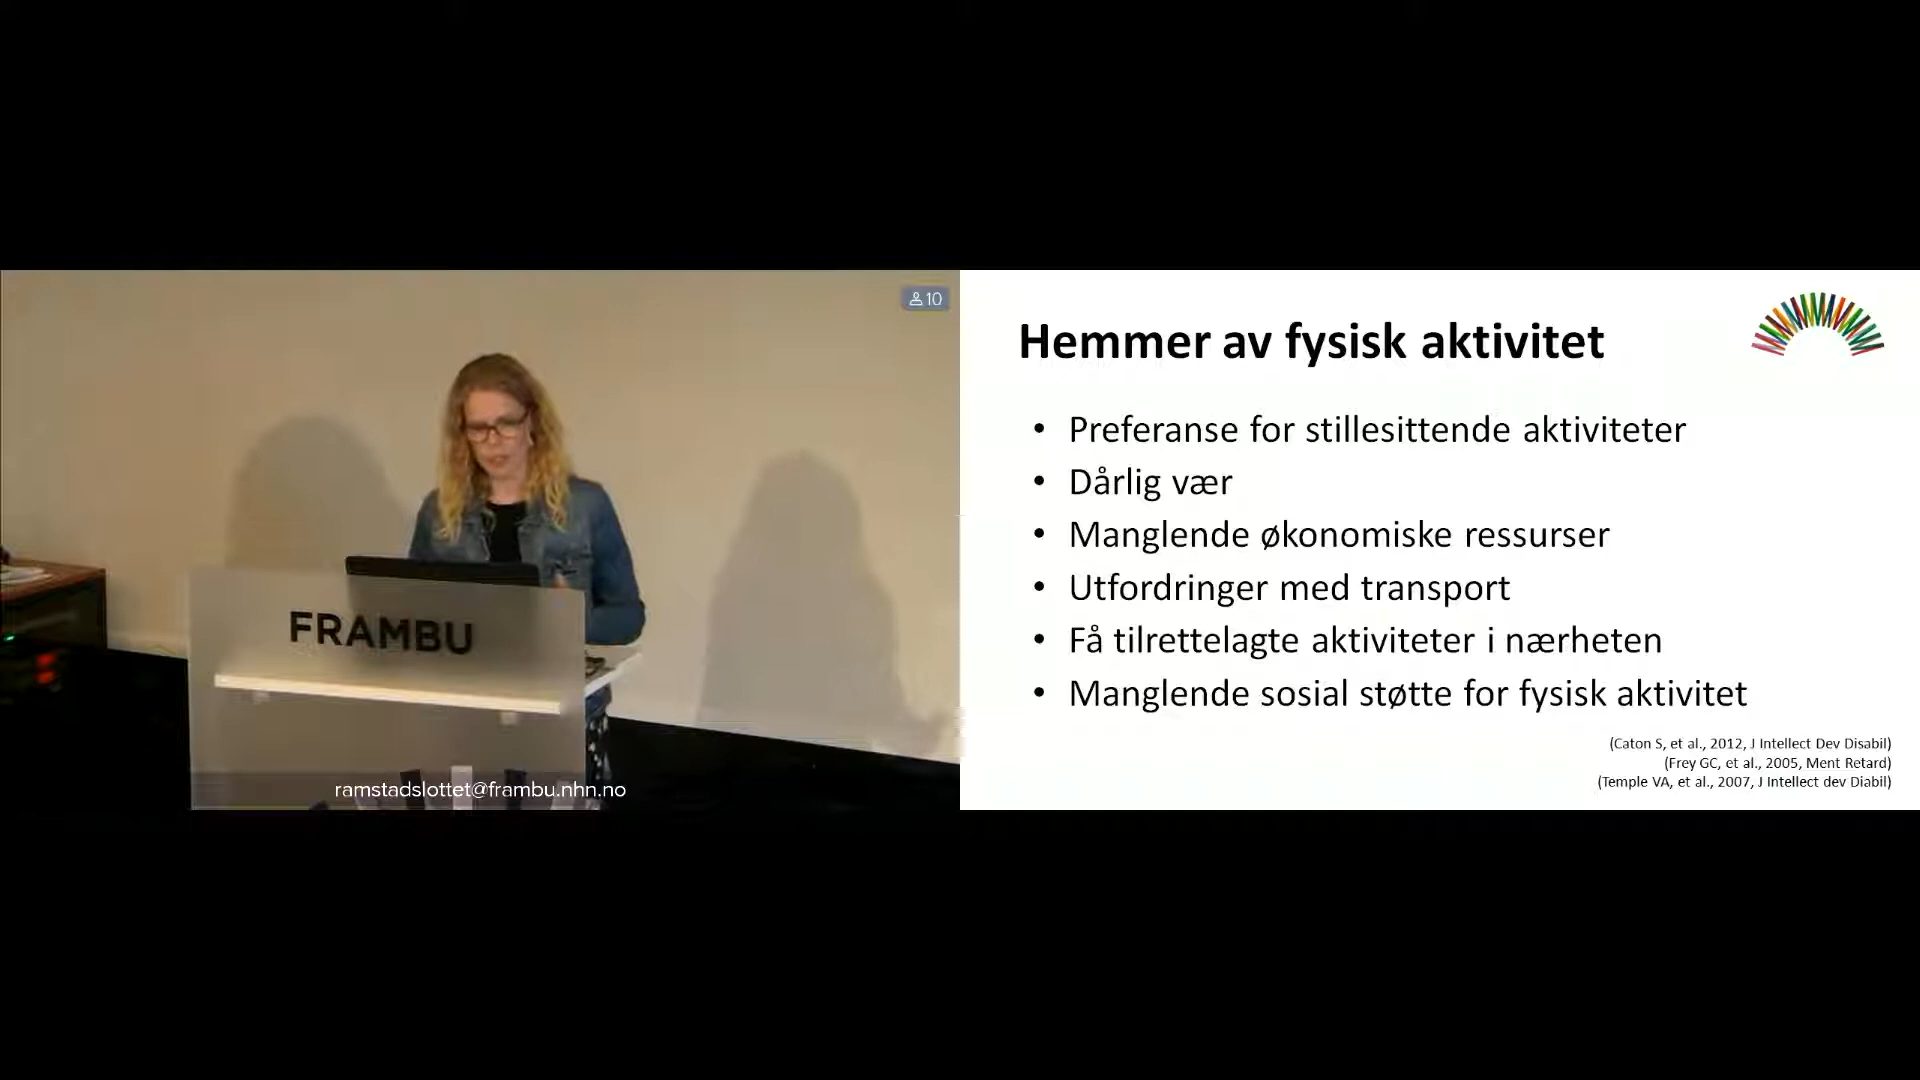 10
FRAMBU
ramstadslottet@frambu.nhn.no
Hemmer av fysisk aktivitet
• Preferanse for stillesittende aktiviteter
• Dårlig vær
• Manglende økonomiske ressurser
• Utfordringer med transport
• Få tilrettelagte aktiviteter i nærheten
• Manglende sosial støtte for fysisk aktivitet
(Caton S, et al., 2012, J Intellect Dev Disabil)
(Frey GC, et al., 2005, Ment Retard)
(Temple VA, et al., 2007, J Intellect dev Diabil)